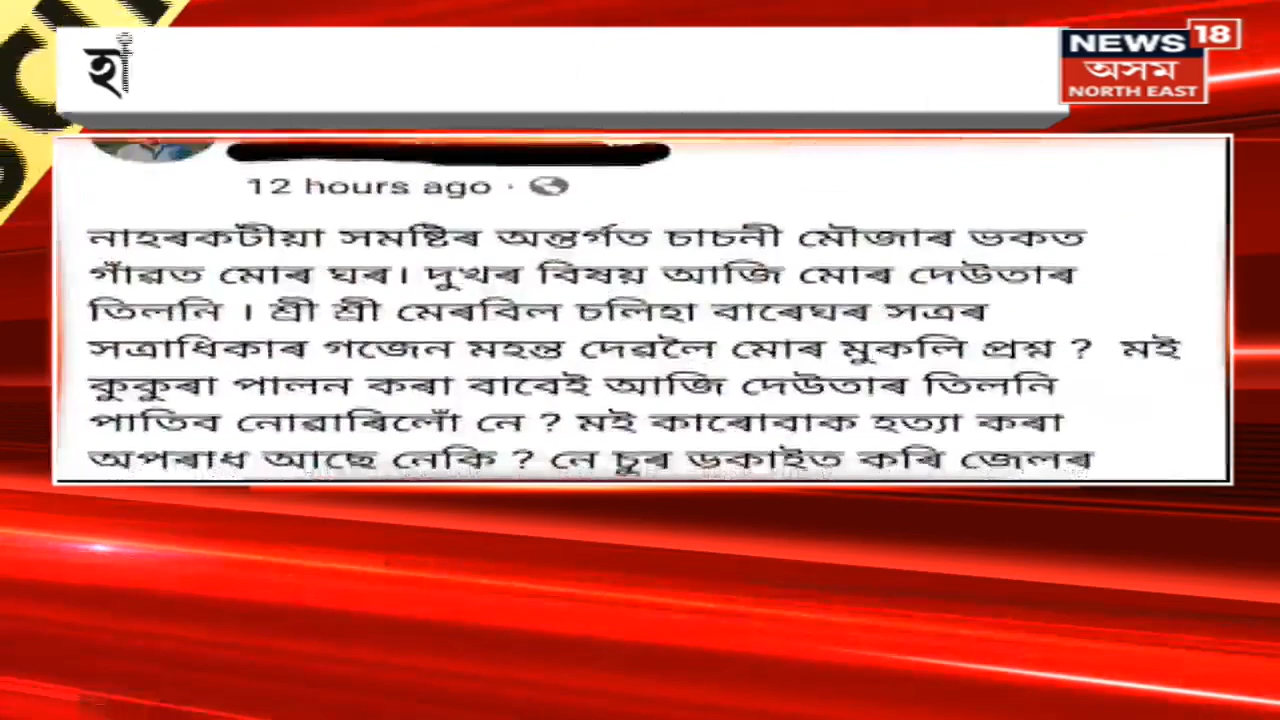 NEWS 18
অসম
NORTH EAST
12 hours ago ·
নাহৰকটীয়া সমষ্টিৰ অন্তৰ্গত চাচনী মৌজাৰ ভকত
গাঁৱত মোৰ ঘৰ। দুখৰ বিষয় আজি মোৰ দেউতাৰ
তিলনি । শ্ৰী শ্ৰী মেৰবিল চলিহা বাৰেঘৰ সত্ৰৰ
সত্ৰাধিকাৰ গজেন মহন্ত দেৱলৈ মোৰ মুকলি প্ৰশ্ন ? মই
কুকুৰা পালন কৰা বাবেই আজি দেউতাৰ তিলনি
পাতিব নোৱাৰিলোঁ নে ? মই কাৰোবাক হত্যা কৰা
অপৰাধ আছে নেকি ? নে চুৰ ডকাইত কৰি জেলৰ